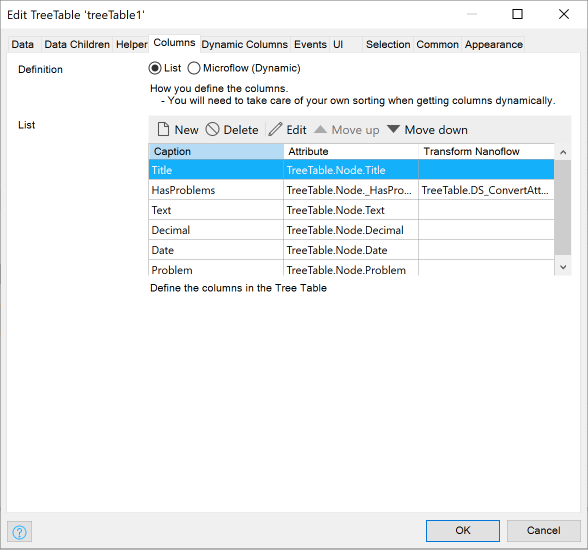 Edit TreeTable 'treeTable1'
Data Data Children Helper Columns Dynamic Columns Events UI Selection Common Appearance
Definition List Microflow (Dynamic)
How you define the columns.
- You will need to take care of your own sorting when getting columns dynamically.
List New Delete Edit Move up Move down
Caption Attribute Transform Nanoflow
Title TreeTable.Node.Title
HasProblems TreeTable.Node._HasPro... TreeTable.DS_ConvertAtt...
Text TreeTable.Node.Text
Decimal TreeTable.Node.Decimal
Date TreeTable.Node.Date
Problem TreeTable.Node.Problem
Define the columns in the Tree Table
? OK Cancel